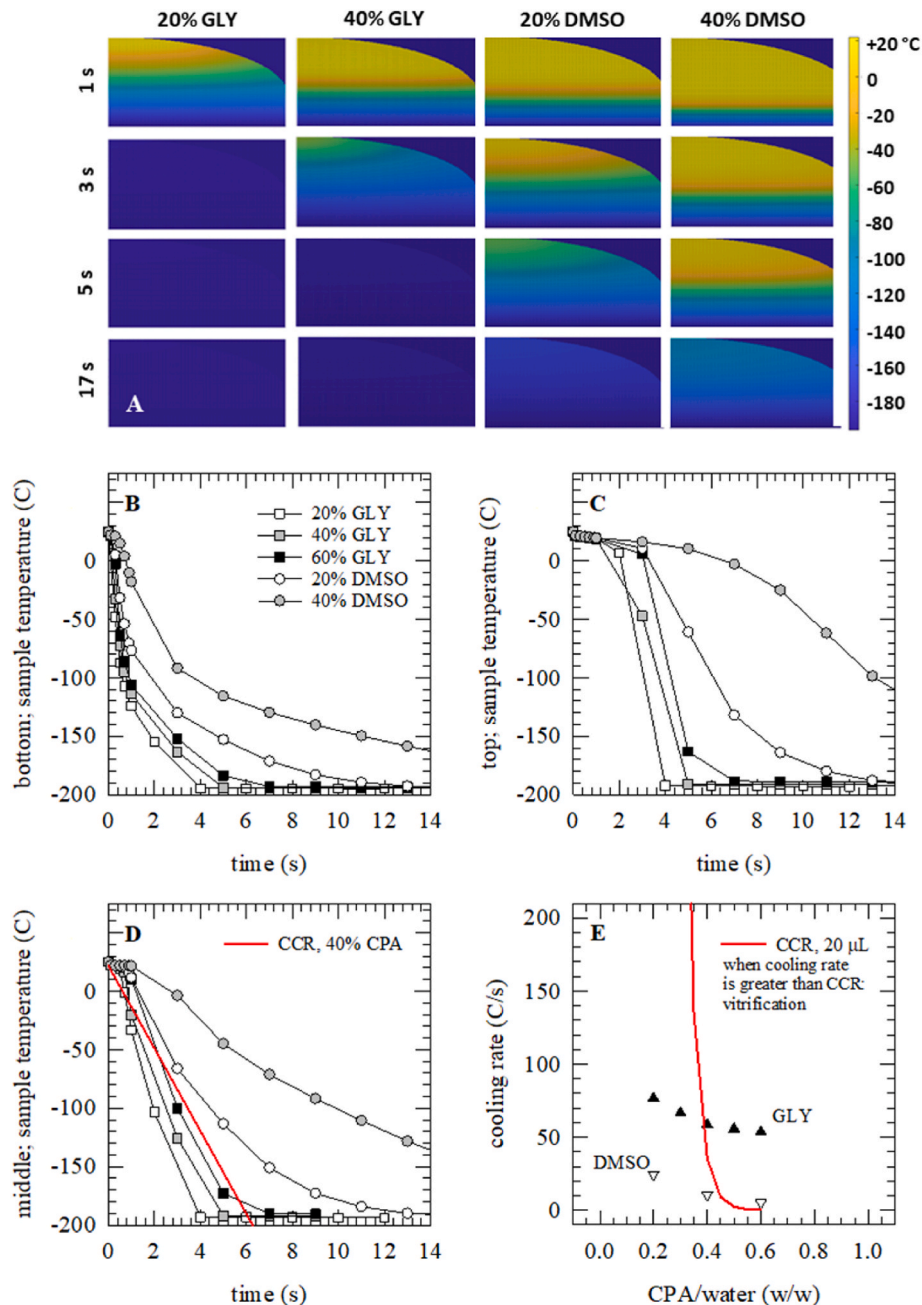 20% GLY 40% GLY 20% DMSO 40% DMSO
1 s
3 s
5 s
17s
A
+20 °C
0
-20
-40
-60
-80
-100
-120
-140
-160
-180
B
20% GLY
40% GLY
60% GLY
20% DMSO
40% DMSO
bottom; sample temperature (C)
0
-50
-100
-150
-200
0 2 4 6 8 10 12 14
time (s)
C
top; sample temperature (C)
0
-50
-100
-150
-200
0 2 4 6 8 10 12 14
time (s)
D
CCR, 40% CPA
middle; sample temperature (C)
0
-50
-100
-150
-200
0 2 4 6 8 10 12 14
time (s)
E
CCR, 20 μL
when cooling rate
is greater than CCR:
vitrification
GLY
DMSO
cooling rate (C/s)
200
150
100
50
0
0.0 0.2 0.4 0.6 0.8 1.0
CPA/water (w/w)